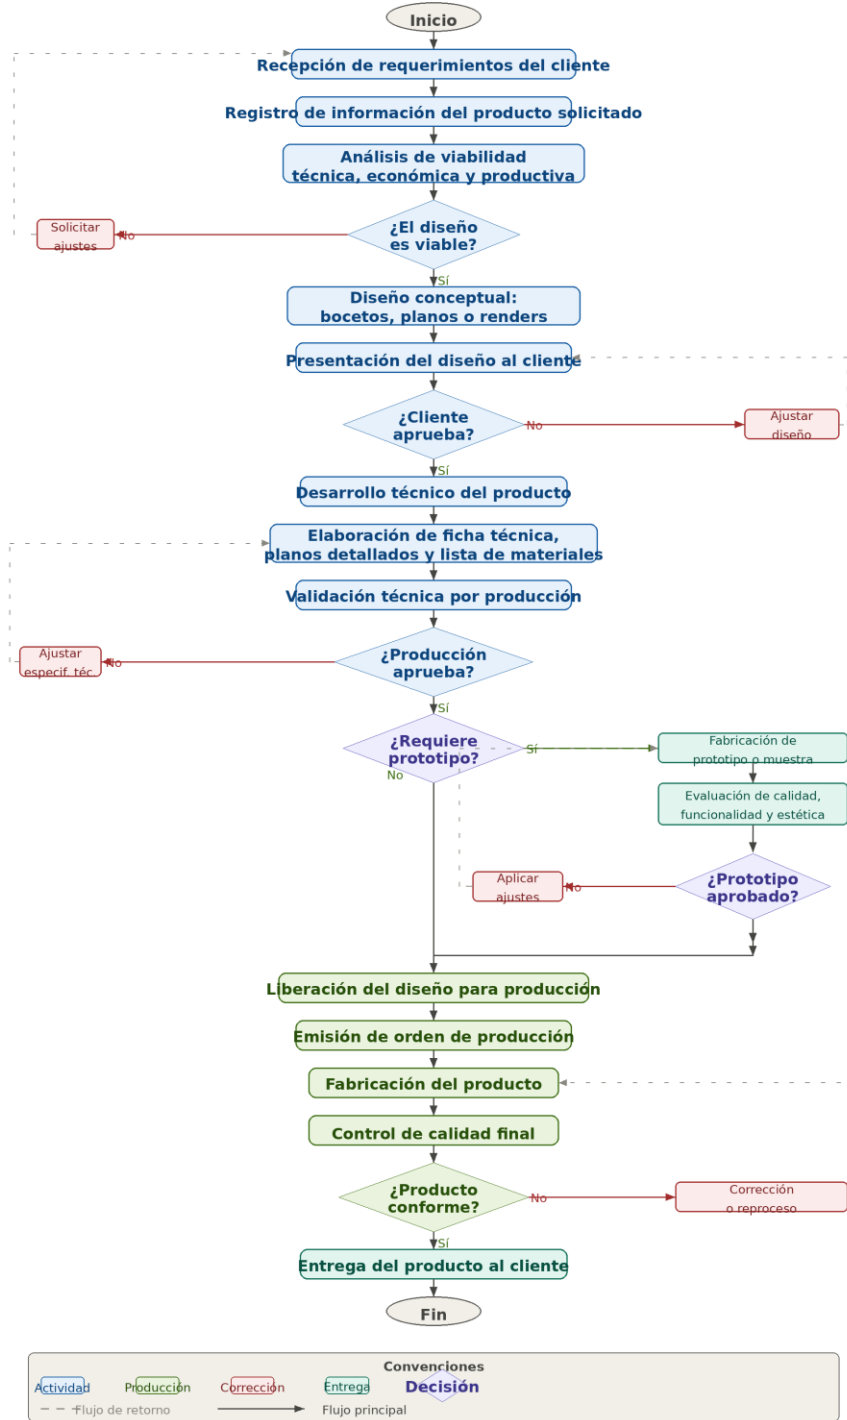 Inicio
Recepción de requerimientos del cliente
Registro de información del producto solicitado
Análisis de viabilidad
técnica, económica y productiva
¿El diseño
es viable?
No
Solicitar
ajustes
Sí
Diseño conceptual:
bocetos, planos o renders
Presentación del diseño al cliente
¿Cliente
aprueba?
No
Ajustar
diseño
Sí
Desarrollo técnico del producto
Elaboración de ficha técnica,
planos detallados y lista de materiales
Validación técnica por producción
¿Producción
aprueba?
No
Ajustar
especif. téc.
Sí
¿Requiere
prototipo?
Sí
No
Fabricación de
prototipo o muestra
Evaluación de calidad,
funcionalidad y estética
¿Prototipo
aprobado?
No
Aplicar
ajustes
Liberación del diseño para producción
Emisión de orden de producción
Fabricación del producto
Control de calidad final
¿Producto
conforme?
No
Corrección
o reproceso
Sí
Entrega del producto al cliente
Fin
Convenciones
Actividad
Producción
Corrección
Entrega
Decisión
Flujo de retorno
Flujo principal